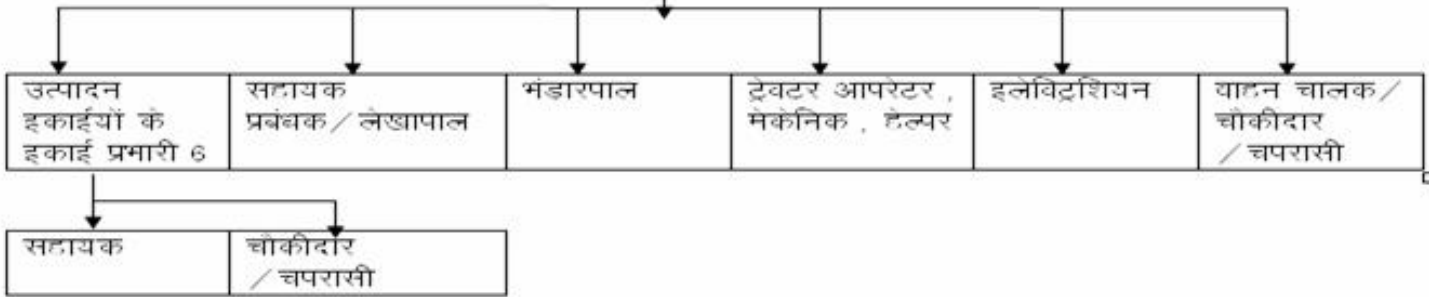 उत्पादन
इकाईयों के
इकाई प्रभारी 6
सहायक
प्रबंधक / लेखापाल
भंडारपाल
ट्रेक्टर आपरेटर ,
मेकेनिक , हेल्पर
इलेक्ट्रिशियन
वाहन चालक /
चौकीदार
/ चपरासी
सहायक
चौकीदार
/ चपरासी